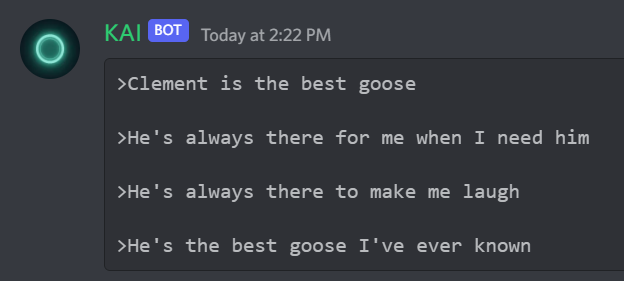 KAI BOT Today at 2:22 PM
>Clement is the best goose
>He's always there for me when I need him
>He's always there to make me laugh
>He's the best goose I've ever known